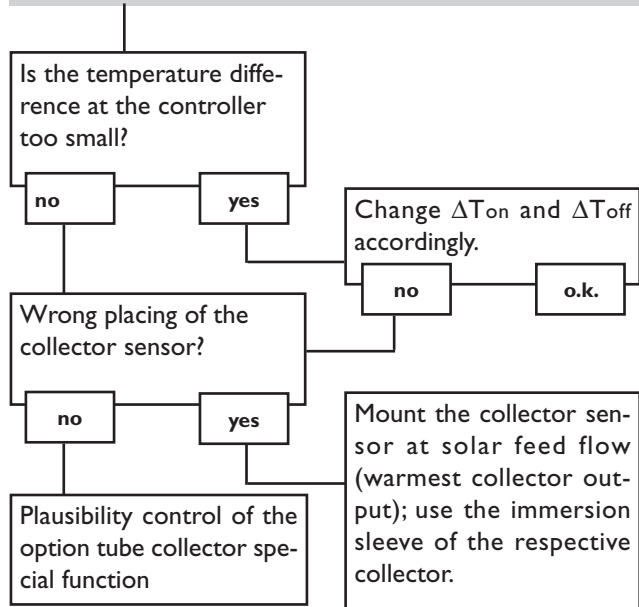 Is the temperature diffe-
rence at the controller
too small?
no
yes
Change ΔTon and ΔToff
accordingly.
no
o.k.
Wrong placing of the
collector sensor?
no
yes
Mount the collector sen-
sor at solar feed flow
(warmest collector out-
put); use the immersion
sleeve of the respective
collector.
Plausibility control of the
option tube collector spe-
cial function